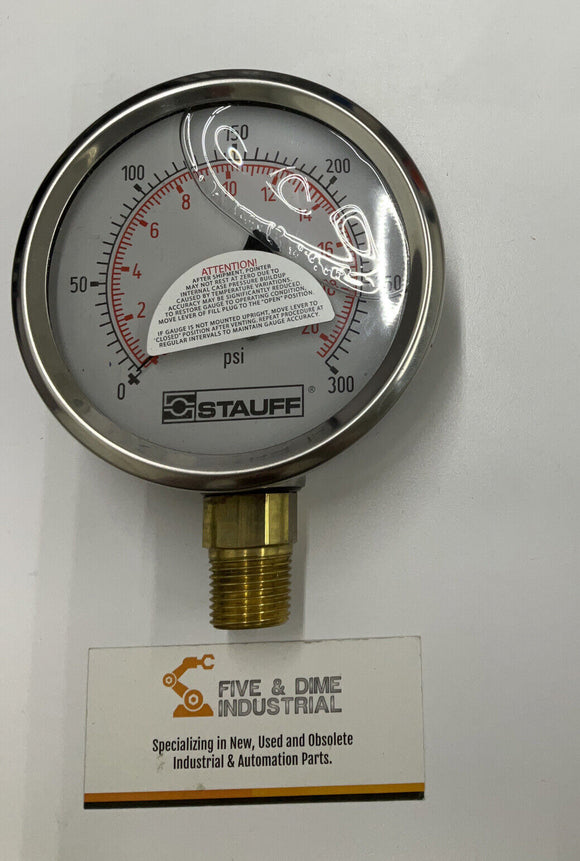 150
100
200
8
10
12
14
6
16
50
4
50
18
2
20
ATTENTION!
AFTER SHIPMENT, POINTER
MAY NOT REST AT ZERO DUE TO
INTERNAL CASE PRESSURE BUILDUP
CAUSED BY TEMPERATURE VARIATIONS.
ACCURACY MAY BE SIGNIFICANTLY REDUCED.
TO RESTORE GAUGE TO OPERATING CONDITION,
MOVE LEVER OF FILL PLUG TO THE "OPEN" POSITION.
IF GAUGE IS NOT MOUNTED UPRIGHT, MOVE LEVER TO
"CLOSED" POSITION AFTER VENTING. REPEAT PROCEDURE AT
REGULAR INTERVALS TO MAINTAIN GAUGE ACCURACY
psi
0
300
STAUFF ®
FIVE & DIME
INDUSTRIAL
Specializing in New, Used and Obsolete
Industrial & Automation Parts.